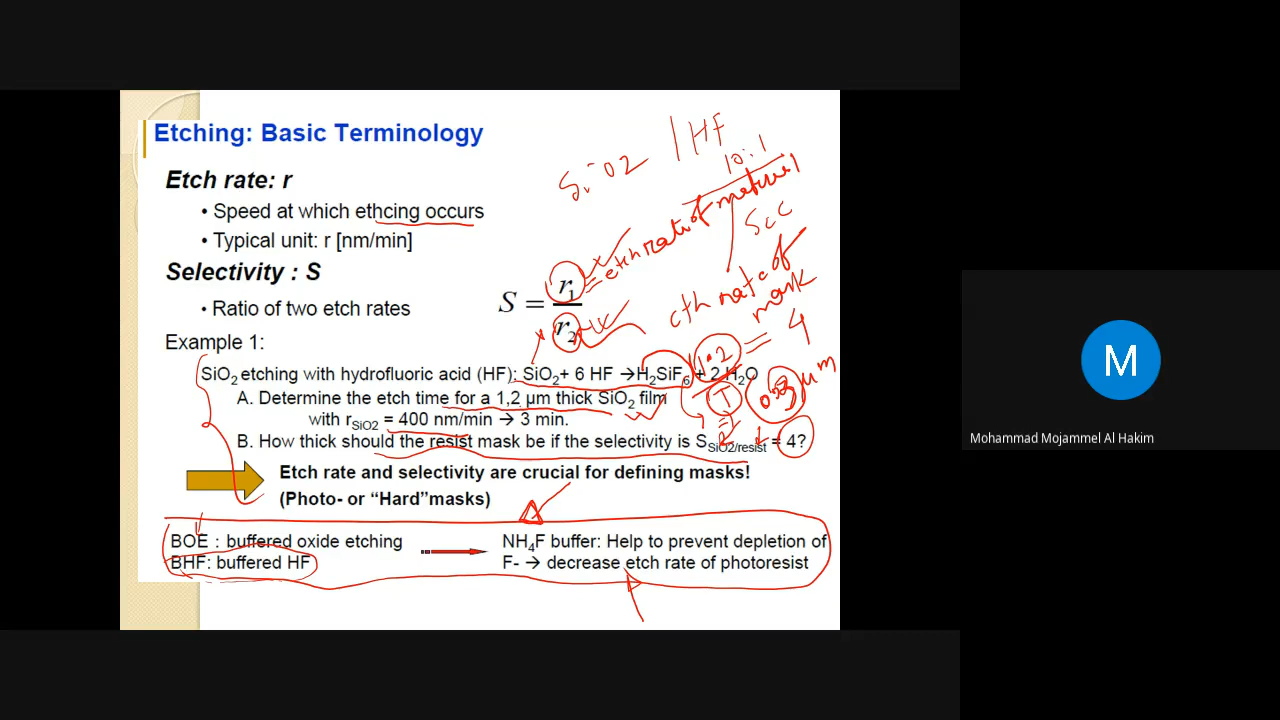 Etching: Basic Terminology
SiO2 | HF
10:1
Etch rate: r
• Speed at which ethcing occurs
• Typical unit: r [nm/min]
Selectivity : S
• Ratio of two etch rates
S = r1 / r2
= etch rate of material
Example 1:
SiO2 etching with hydrofluoric acid (HF): SiO2+ 6 HF →H2SiF6 + 2 H2O
A. Determine the etch time for a 1,2 µm thick SiO2 film
with rSiO2 = 400 nm/min → 3 min.
B. How thick should the resist mask be if the selectivity is SSiO2/resist = 4?
1.2
= 4
µm
Etch rate and selectivity are crucial for defining masks!
(Photo- or “Hard”masks)
BOE : buffered oxide etching
BHF: buffered HF
NH4F buffer: Help to prevent depletion of
F- → decrease etch rate of photoresist
M
Mohammad Mojammel Al Hakim